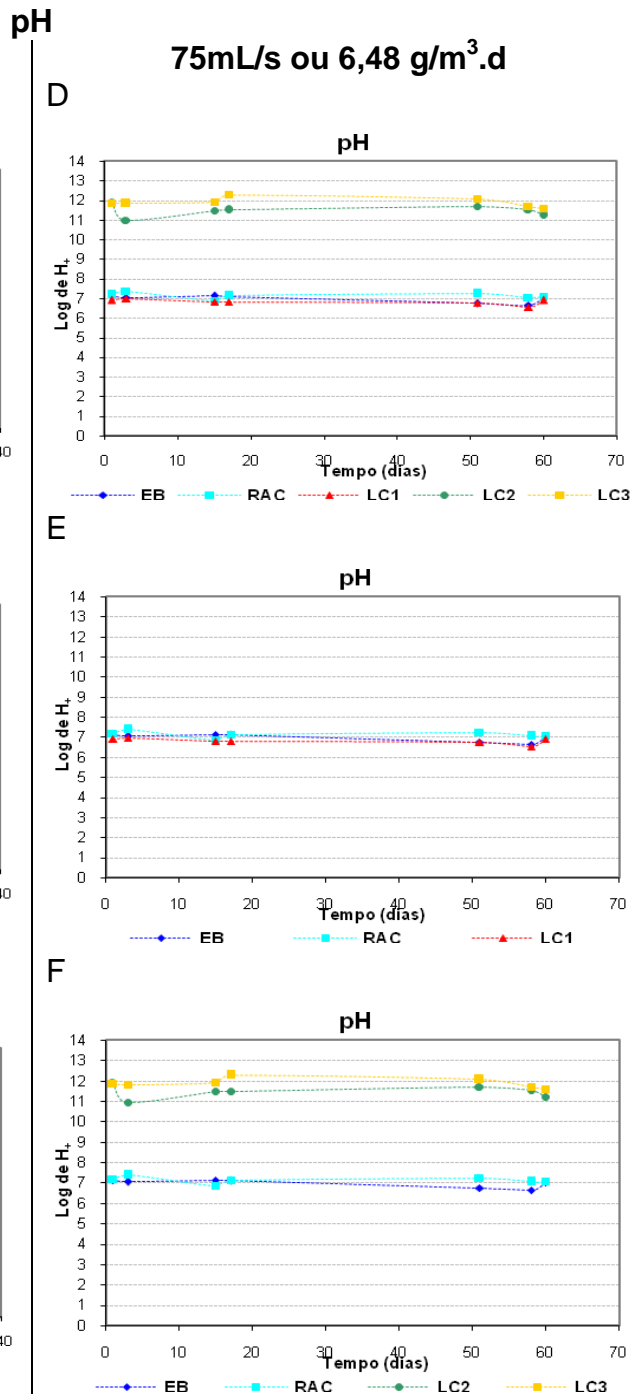 pH
75mL/s ou 6,48 g/m³.d
D
pH
14
13
12
11
10
9
8
7
6
5
4
3
2
1
0
Log de H+
0 10 20 30 40 50 60 70
Tempo (dias)
EB RAC LC1 LC2 LC3
40
E
pH
14
13
12
11
10
9
8
7
6
5
4
3
2
1
0
Log de H+
0 10 20 30 40 50 60 70
Tempo (dias)
EB RAC LC1
40
F
pH
14
13
12
11
10
9
8
7
6
5
4
3
2
1
0
Log de H+
0 10 20 30 40 50 60 70
Tempo (dias)
EB RAC LC2 LC3
40